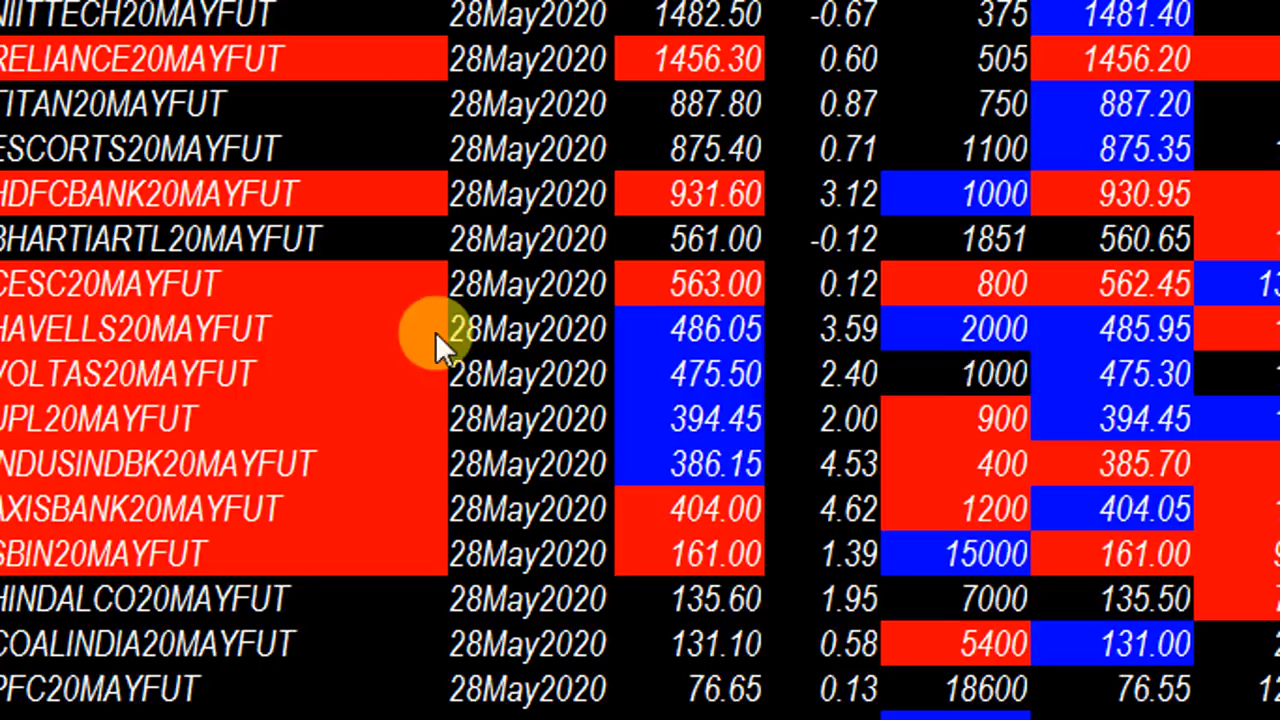 NIITTECH20MAYFUT 28May2020 1482.50 -0.67 375 1481.40
RELIANCE20MAYFUT 28May2020 1456.30 0.60 505 1456.20
TITAN20MAYFUT 28May2020 887.80 0.87 750 887.20
ESCORTS20MAYFUT 28May2020 875.40 0.71 1100 875.35
HDFCBANK20MAYFUT 28May2020 931.60 3.12 1000 930.95
BHARTIARTL20MAYFUT 28May2020 561.00 -0.12 1851 560.65
CESC20MAYFUT 28May2020 563.00 0.12 800 562.45
HAVELLS20MAYFUT 28May2020 486.05 3.59 2000 485.95
VOLTAS20MAYFUT 28May2020 475.50 2.40 1000 475.30
UPL20MAYFUT 28May2020 394.45 2.00 900 394.45
INDUSINDBK20MAYFUT 28May2020 386.15 4.53 400 385.70
AXISBANK20MAYFUT 28May2020 404.00 4.62 1200 404.05
SBIN20MAYFUT 28May2020 161.00 1.39 15000 161.00
HINDALCO20MAYFUT 28May2020 135.60 1.95 7000 135.50
COALINDIA20MAYFUT 28May2020 131.10 0.58 5400 131.00
PFC20MAYFUT 28May2020 76.65 0.13 18600 76.55